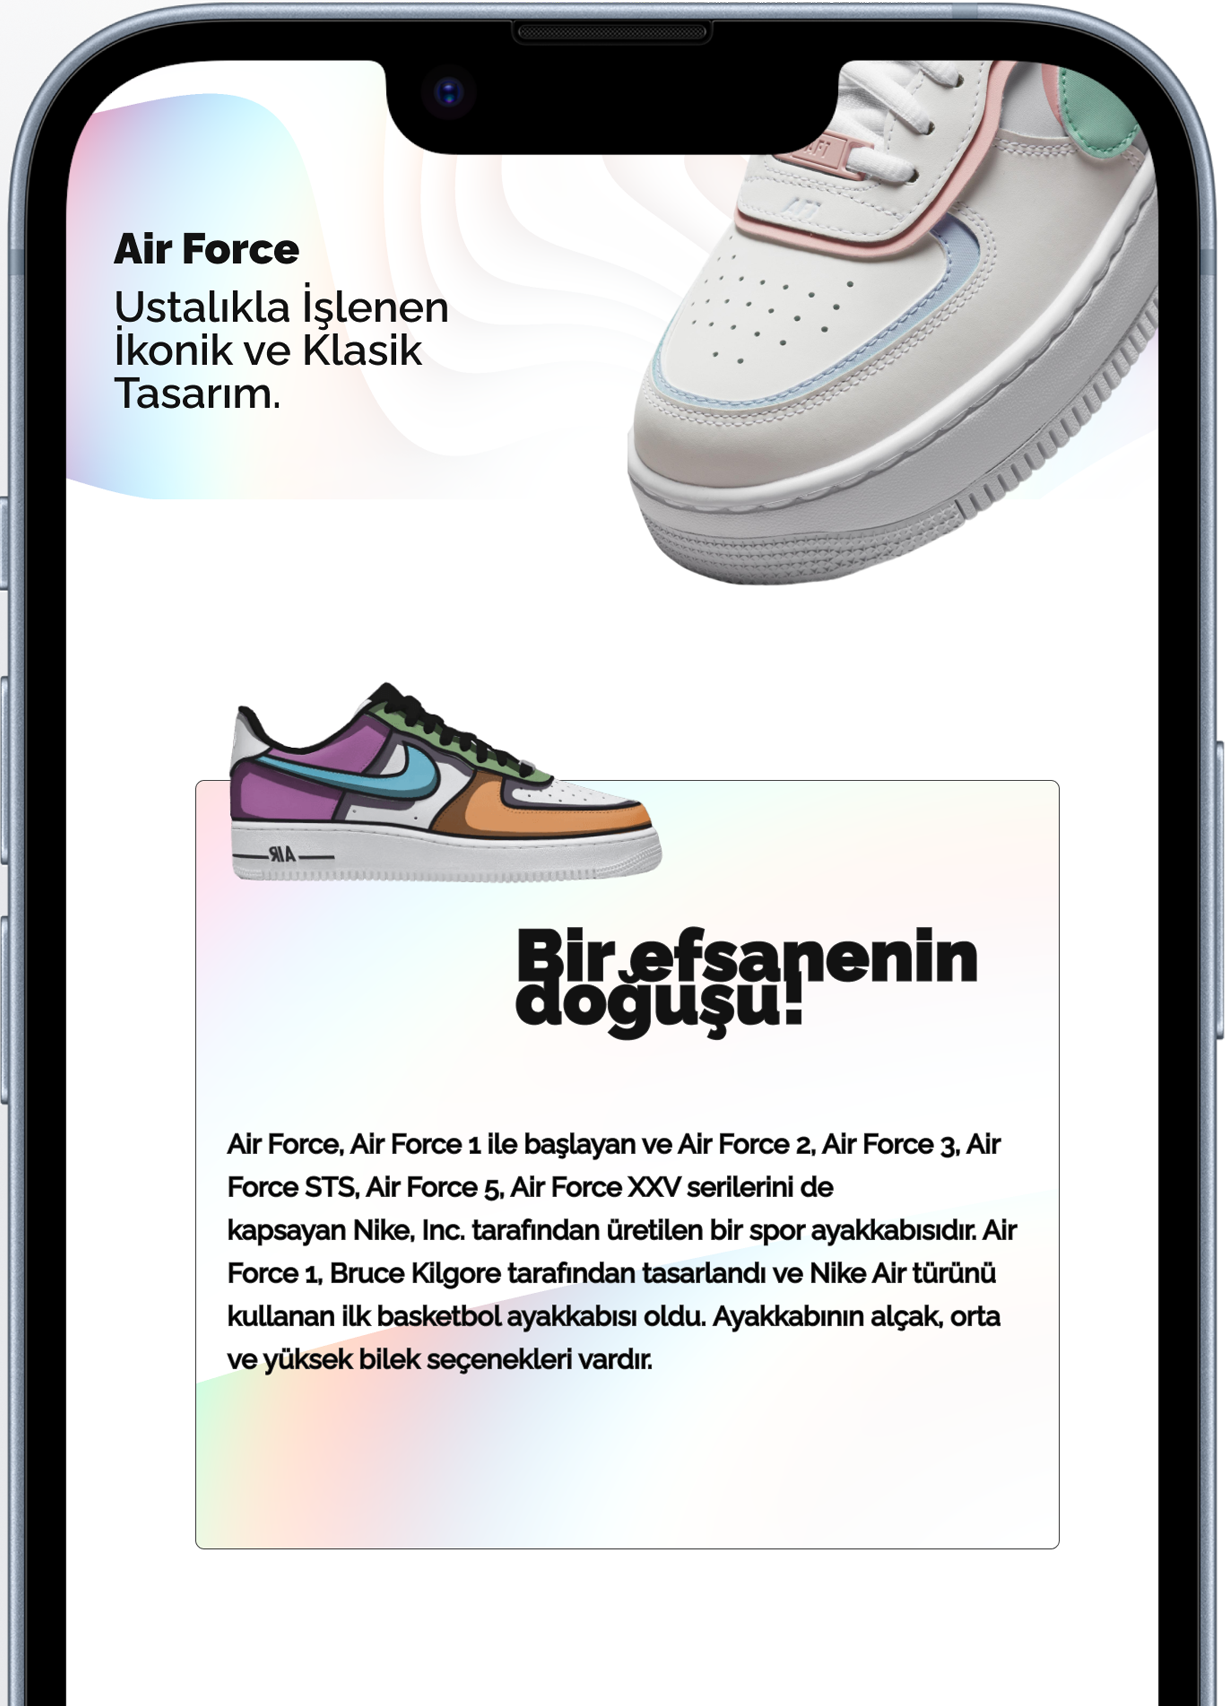 Air Force
Ustalıkla İşlenen
İkonik ve Klasik
Tasarım.
AIR
Bir efsanenin
doğuşu!
Air Force, Air Force 1 ile başlayan ve Air Force 2, Air Force 3, Air
Force STS, Air Force 5, Air Force XXV serilerini de
kapsayan Nike, Inc. tarafından üretilen bir spor ayakkabısıdır. Air
Force 1, Bruce Kilgore tarafından tasarlandı ve Nike Air türünü
kullanan ilk basketbol ayakkabısı oldu. Ayakkabının alçak, orta
ve yüksek bilek seçenekleri vardır.